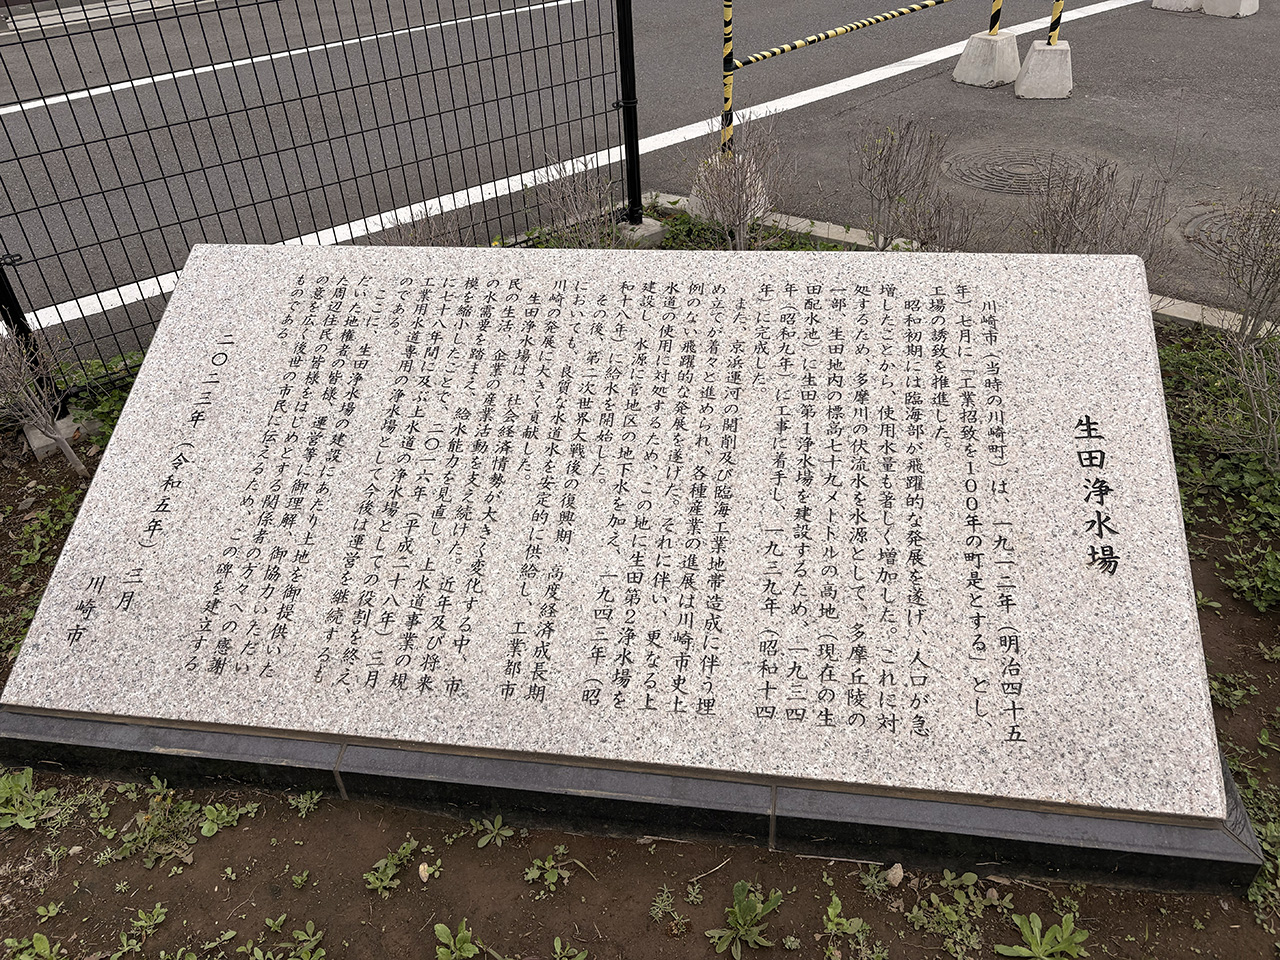 生田浄水場
川崎市（当時の川崎町）は、一九一二年（明治四十五
年）七月に「工業招致を100年の町是とする」とし、
工場の誘致を推進した。
昭和初期には臨海部が飛躍的な発展を遂げ、人口が急
増したことから、使用水量も著しく増加した。これに対
処するため、多摩川の伏流水を水源として、多摩丘陵の
一部、生田地内の標高七十九メートルの高地（現在の生
田配水池）に生田第1浄水場を建設するため、一九三四
年（昭和九年）に工事に着手し、一九三九年（昭和十四
年）に完成した。
また、京浜運河の開削及び臨海工業地帯造成に伴う埋
め立てが着々と進められ、各種産業の進展は川崎市史上
例のない飛躍的な発展を遂げた。それに伴い、更なる上
水道の使用に対処するため、この地に生田第2浄水場を
建設し、水源に菅地区の地下水を加え、一九四三年（昭
和十八年）に給水を開始した。
その後、第二次世界大戦後の復興期、高度経済成長期
においても、良質な水道水を安定的に供給し、工業都市
川崎の発展に大きく貢献した。
生田浄水場は、社会経済情勢が大きく変化する中、市
民の生活、企業の産業活動を支え続けた。近年及び将来
の水需要を踏まえ、給水能力を見直し、上水道事業の規
模を縮小したことで、二〇一六年（平成二十八年）三月
に七十八年間に及ぶ上水道の浄水場としての役割を終え、
工業用水道専用の浄水場として今後は運営を継続するも
のである。
ここに、生田浄水場の建設にあたり土地を御提供いた
だいた地権者の皆様、運営等に御理解、御協力いただい
た周辺住民の皆様をはじめとする関係者の方々への感謝
の意を広く後世の市民に伝えるため、この碑を建立する
ものである。
二〇二三年（令和五年）三月
川崎市